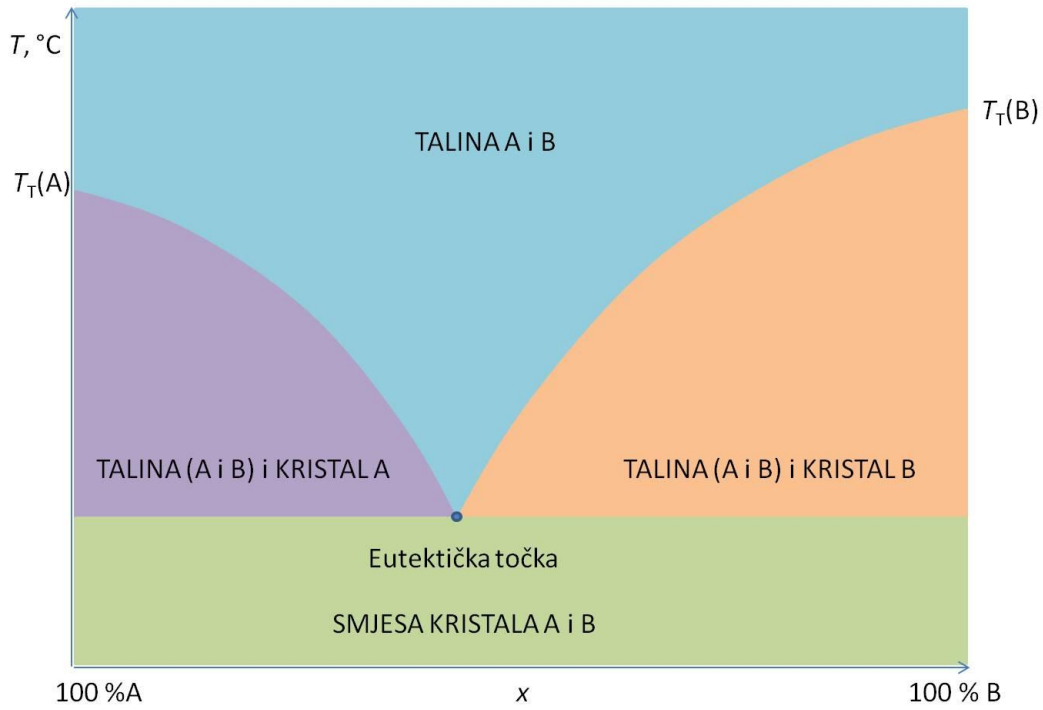 T, °C
T_T(B)
TALINA A i B
T_T(A)
TALINA (A i B) i KRISTAL A
TALINA (A i B) i KRISTAL B
Eutektička točka
SMJESA KRISTALA A i B
100 %A
x
100 % B